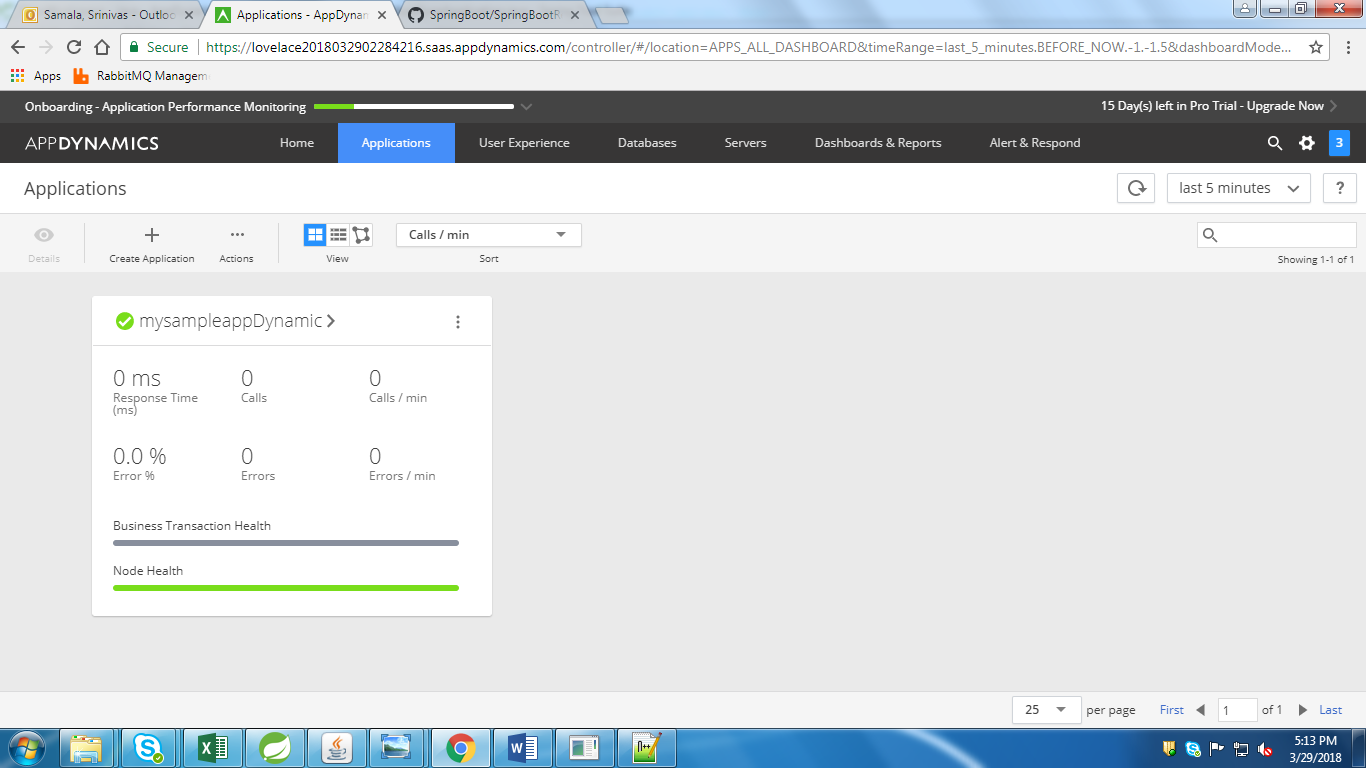 Samala, Srinivas - Outloo
Applications - AppDynam
SpringBoot/SpringBootR
Secure
https://lovelace2018032902284216.saas.appdynamics.com/controller/#/location=APPS_ALL_DASHBOARD&timeRange=last_5_minutes.BEFORE_NOW.-1.-1.5&dashboardMode...
Apps
RabbitMQ Managem
Onboarding - Application Performance Monitoring
15 Day(s) left in Pro Trial - Upgrade Now
APPDYNAMICS
Home
Applications
User Experience
Databases
Servers
Dashboards & Reports
Alert & Respond
3
Applications
last 5 minutes
?
Details
Create Application
Actions
View
Calls / min
Sort
Showing 1-1 of 1
mysampleappDynamic
0 ms
0
0
Response Time
(ms)
Calls
Calls / min
0.0 %
0
0
Error %
Errors
Errors / min
Business Transaction Health
Node Health
25
per page
First
1
of 1
Last
5:13 PM
3/29/2018